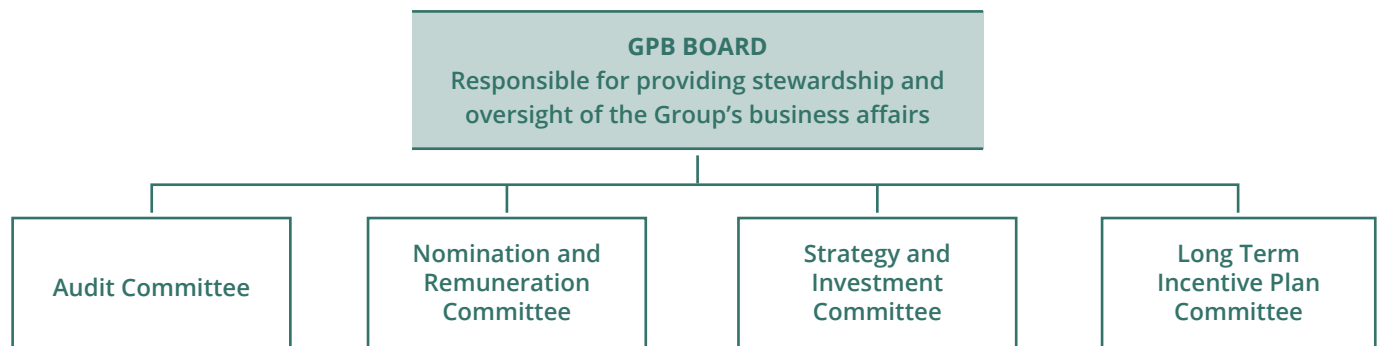 GPB BOARD
Responsible for providing stewardship and
oversight of the Group’s business affairs
Audit Committee
Nomination and
Remuneration
Committee
Strategy and
Investment
Committee
Long Term
Incentive Plan
Committee